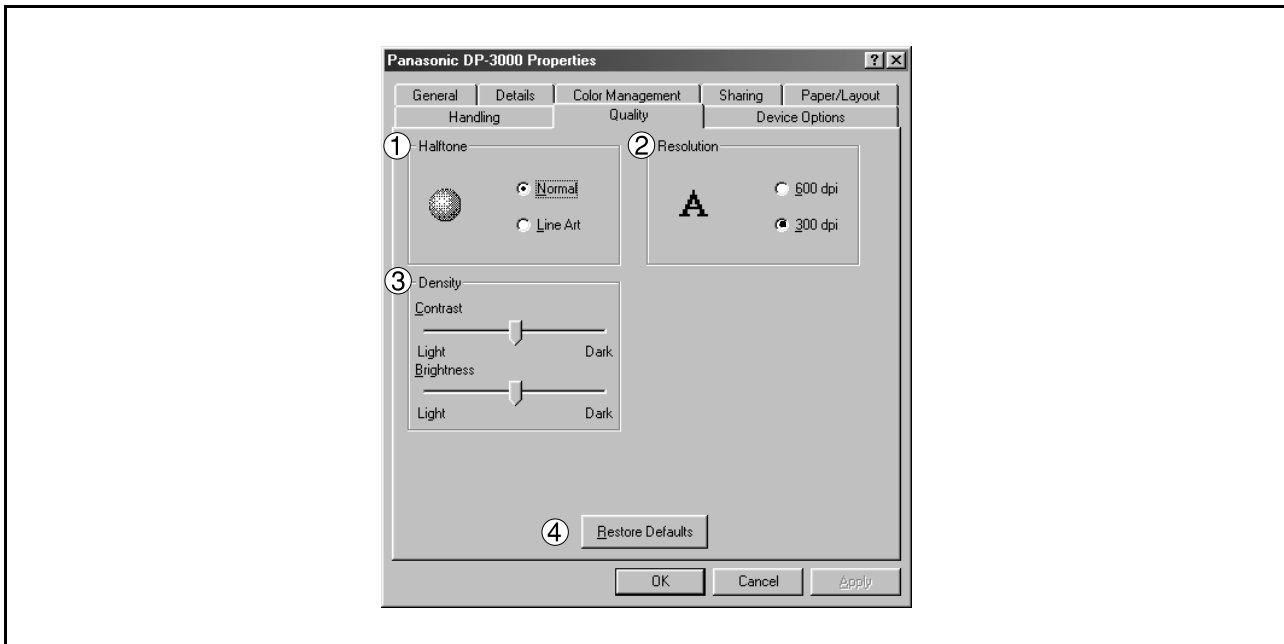 Panasonic DP-3000 Properties
General Details Color Management Sharing Paper/Layout
Handling Quality Device Options
① Halftone
Normal
Line Art
② Resolution
A
600 dpi
300 dpi
③ Density
Contrast
Light Dark
Brightness
Light Dark
④ Restore Defaults
OK Cancel Apply